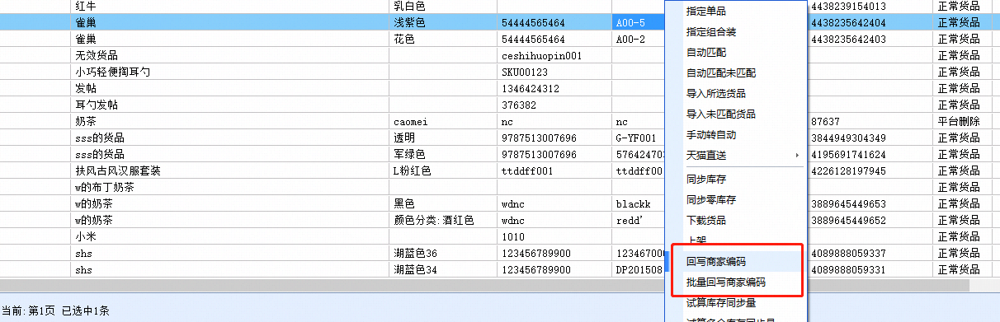 红牛 乳白色 4438239154013 正常货品
雀巢 浅紫色 54444565464 A00-5 4438235642404 正常货品
雀巢 花色 54444565464 A00-2 4438235642403 正常货品
无效货品 ceshihuopin001 正常货品
小巧轻便掏耳勺 SKU00123 正常货品
发帖 1346424312 正常货品
耳勺发帖 376382 正常货品
奶茶 caomei nc nc 87637 平台删除
sss的货品 透明 9787513007696 G-YF001 3844949304349 正常货品
sss的货品 军绿色 9787513007696 57642470 4195691741624 正常货品
扶风古风汉服套装 L粉红色 ttddff001 ttddff00 4226128197945 正常货品
w的布丁奶茶 正常货品
w的奶茶 黑色 wdnc blackk 3889645449653 正常货品
w的奶茶 颜色分类:酒红色 wdnc redd' 3889645449652 正常货品
小米 1010 正常货品
shs 湖蓝色36 123456789900 12346700 4089888059337 正常货品
shs 湖蓝色34 123456789900 DP201508 4089888059331 正常货品
指定单品
指定组合装
自动匹配
自动匹配未匹配
导入所选货品
导入未匹配货品
手动转自动
天猫直送
同步库存
同步零库存
下载货品
上架
回写商家编码
批量回写商家编码
试算库存同步量
当前:第1页 已选中1条